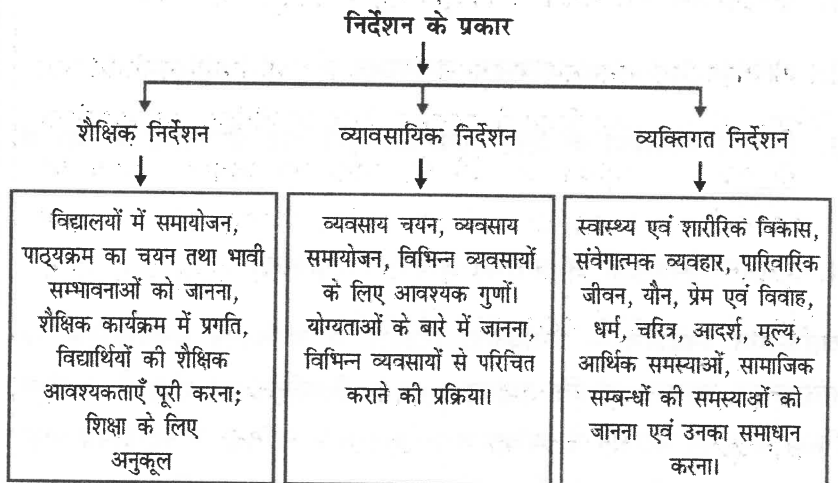 निर्देशन के प्रकार
शैक्षिक निर्देशन
व्यावसायिक निर्देशन
व्यक्तिगत निर्देशन
विद्यालयों में समायोजन,
पाठ्यक्रम का चयन तथा भावी
सम्भावनाओं को जानना,
शैक्षिक कार्यक्रम में प्रगति,
विद्यार्थियों की शैक्षिक
आवश्यकताएँ पूरी करना;
शिक्षा के लिए
अनुकूल
व्यवसाय चयन, व्यवसाय
समायोजन, विभिन्न व्यवसायों
के लिए आवश्यक गुणों।
योग्यताओं के बारे में जानना,
विभिन्न व्यवसायों से परिचित
कराने की प्रक्रिया।
स्वास्थ्य एवं शारीरिक विकास,
संवेगात्मक व्यवहार, पारिवारिक
जीवन, यौन, प्रेम एवं विवाह,
धर्म, चरित्र, आदर्श, मूल्य,
आर्थिक समस्याओं, सामाजिक
सम्बन्धों की समस्याओं को
जानना एवं उनका समाधान
करना।